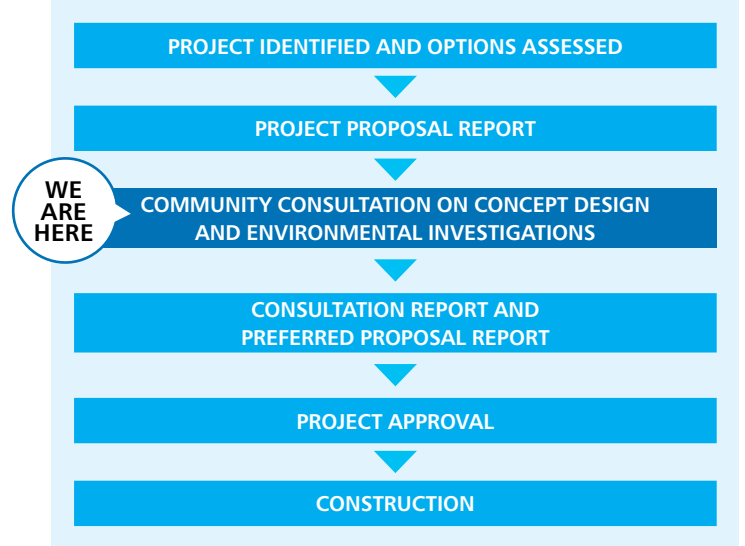 PROJECT IDENTIFIED AND OPTIONS ASSESSED
PROJECT PROPOSAL REPORT
WE
ARE
HERE
COMMUNITY CONSULTATION ON CONCEPT DESIGN
AND ENVIRONMENTAL INVESTIGATIONS
CONSULTATION REPORT AND
PREFERRED PROPOSAL REPORT
PROJECT APPROVAL
CONSTRUCTION